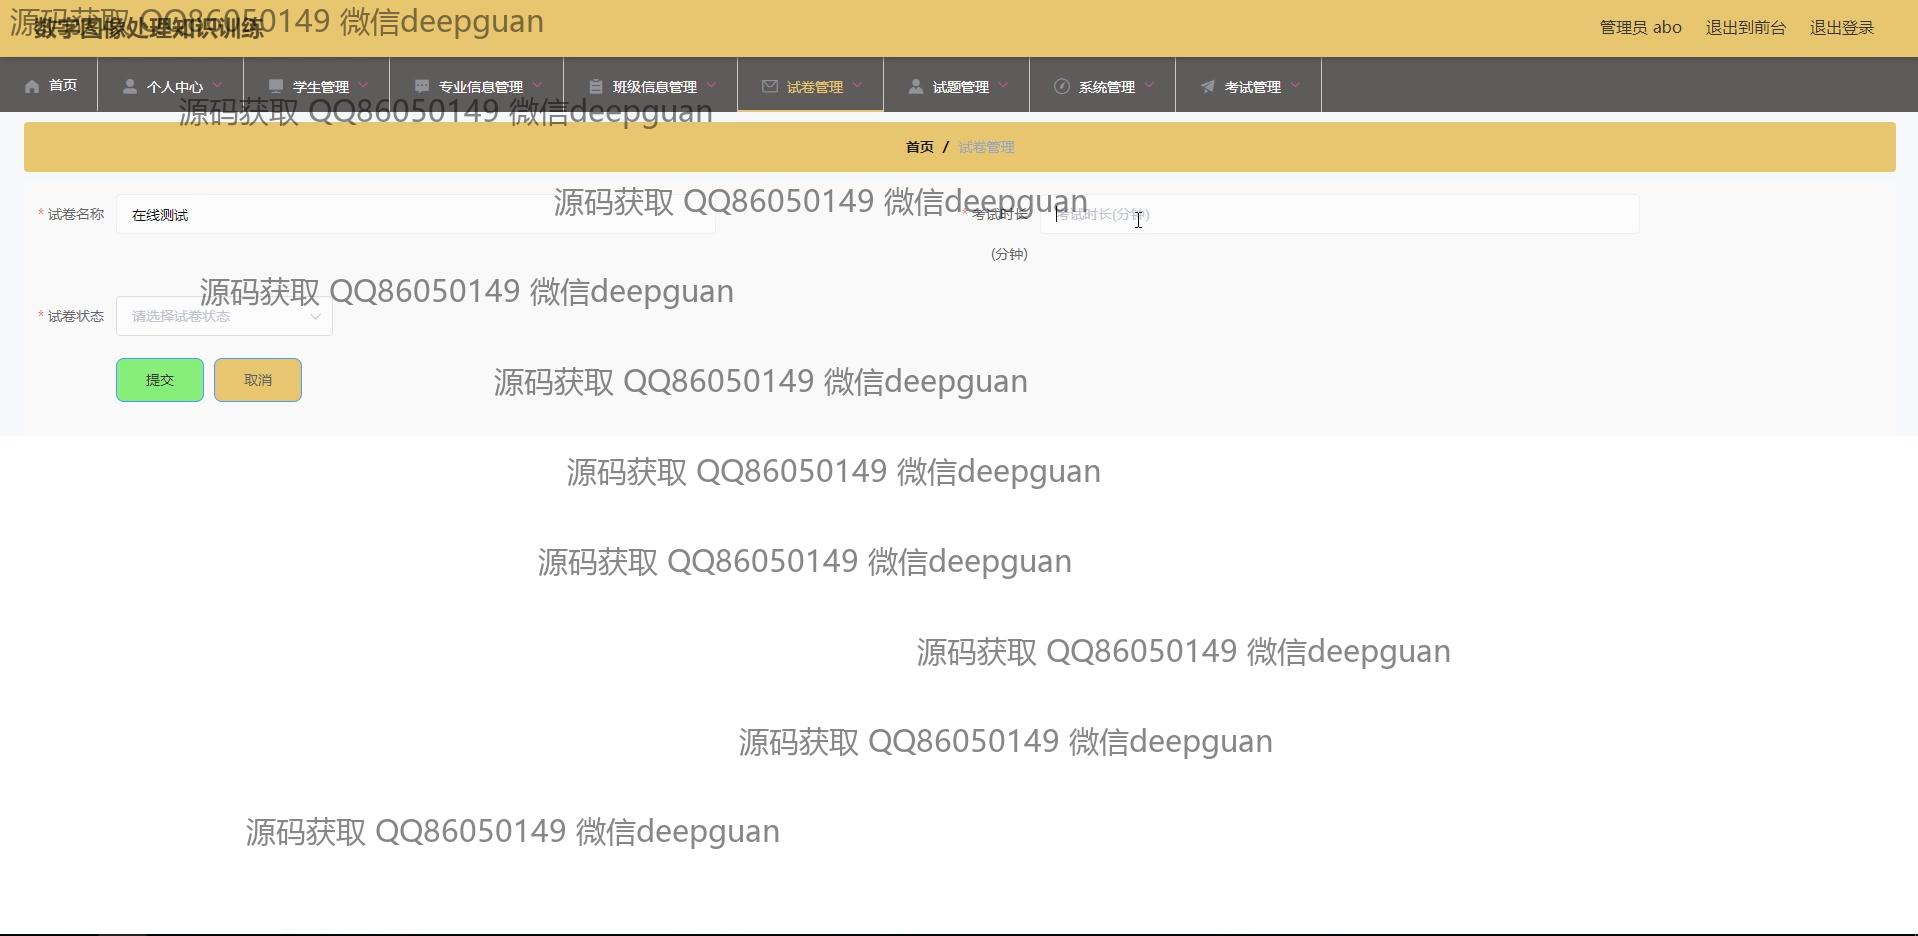 数字图像处理知识训练
源码获取 QQ86050149 微信deepguan
管理员 abo 退出到前台 退出登录
首页 个人中心 学生管理 专业信息管理 班级信息管理 试卷管理 试题管理 系统管理 考试管理
源码获取 QQ86050149 微信deepguan
首页 / 试卷管理
源码获取 QQ86050149 微信deepguan
* 试卷名称 在线测试
* 考试时长 考试时长(分钟)
(分钟)
源码获取 QQ86050149 微信deepguan
* 试卷状态 请选择试卷状态
提交 取消
源码获取 QQ86050149 微信deepguan
源码获取 QQ86050149 微信deepguan
源码获取 QQ86050149 微信deepguan
源码获取 QQ86050149 微信deepguan
源码获取 QQ86050149 微信deepguan
源码获取 QQ86050149 微信deepguan